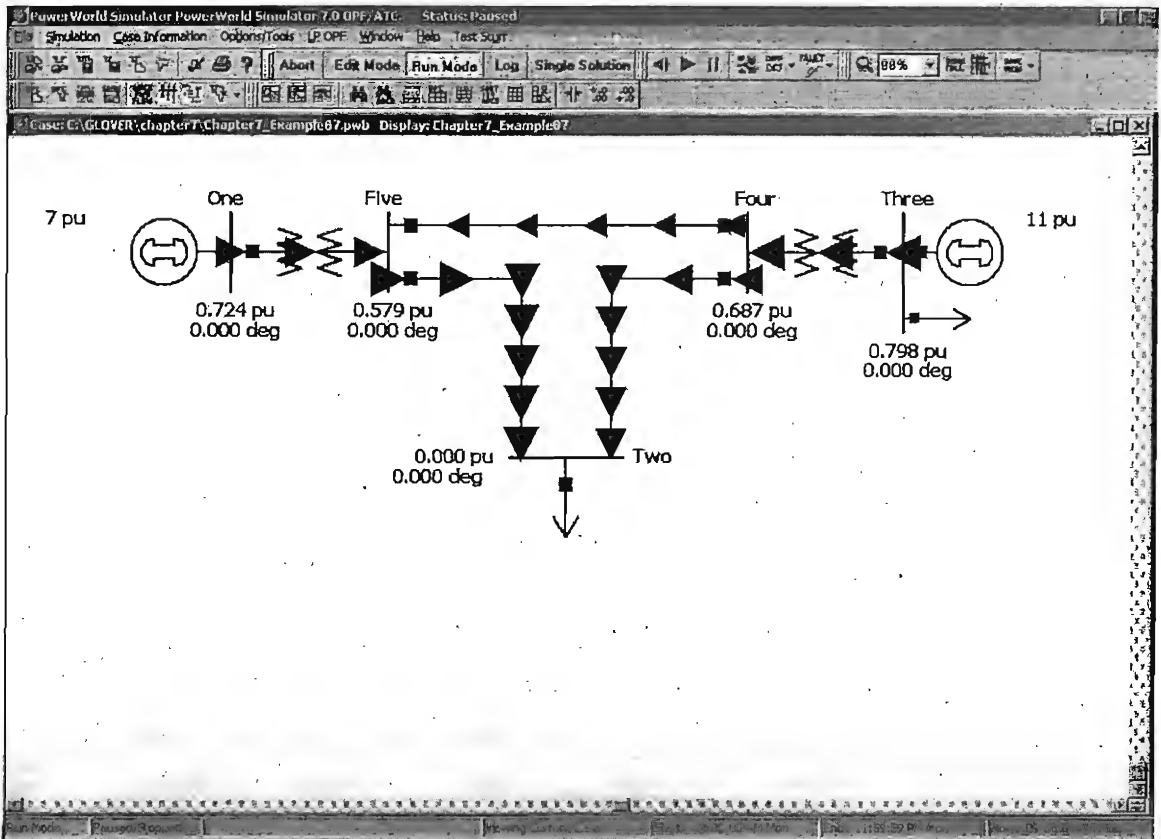 PowerWorld Simulator PowerWorld Simulator 7.0 OPF/ATC Status: Paused
Simulation Case Information Options/Tools LP OPF Window Help
Abort Edit Mode Run Mode Log Single Solution 88%
Case: C:\GLOVER\chapter7\Chapter7_Example07.pwb Display: Chapter7_Example07
One Five Four Three
7 pu 11 pu
0.724 pu 0.579 pu 0.687 pu
0.000 deg 0.000 deg 0.000 deg
0.798 pu
0.000 deg
0.000 pu Two
0.000 deg